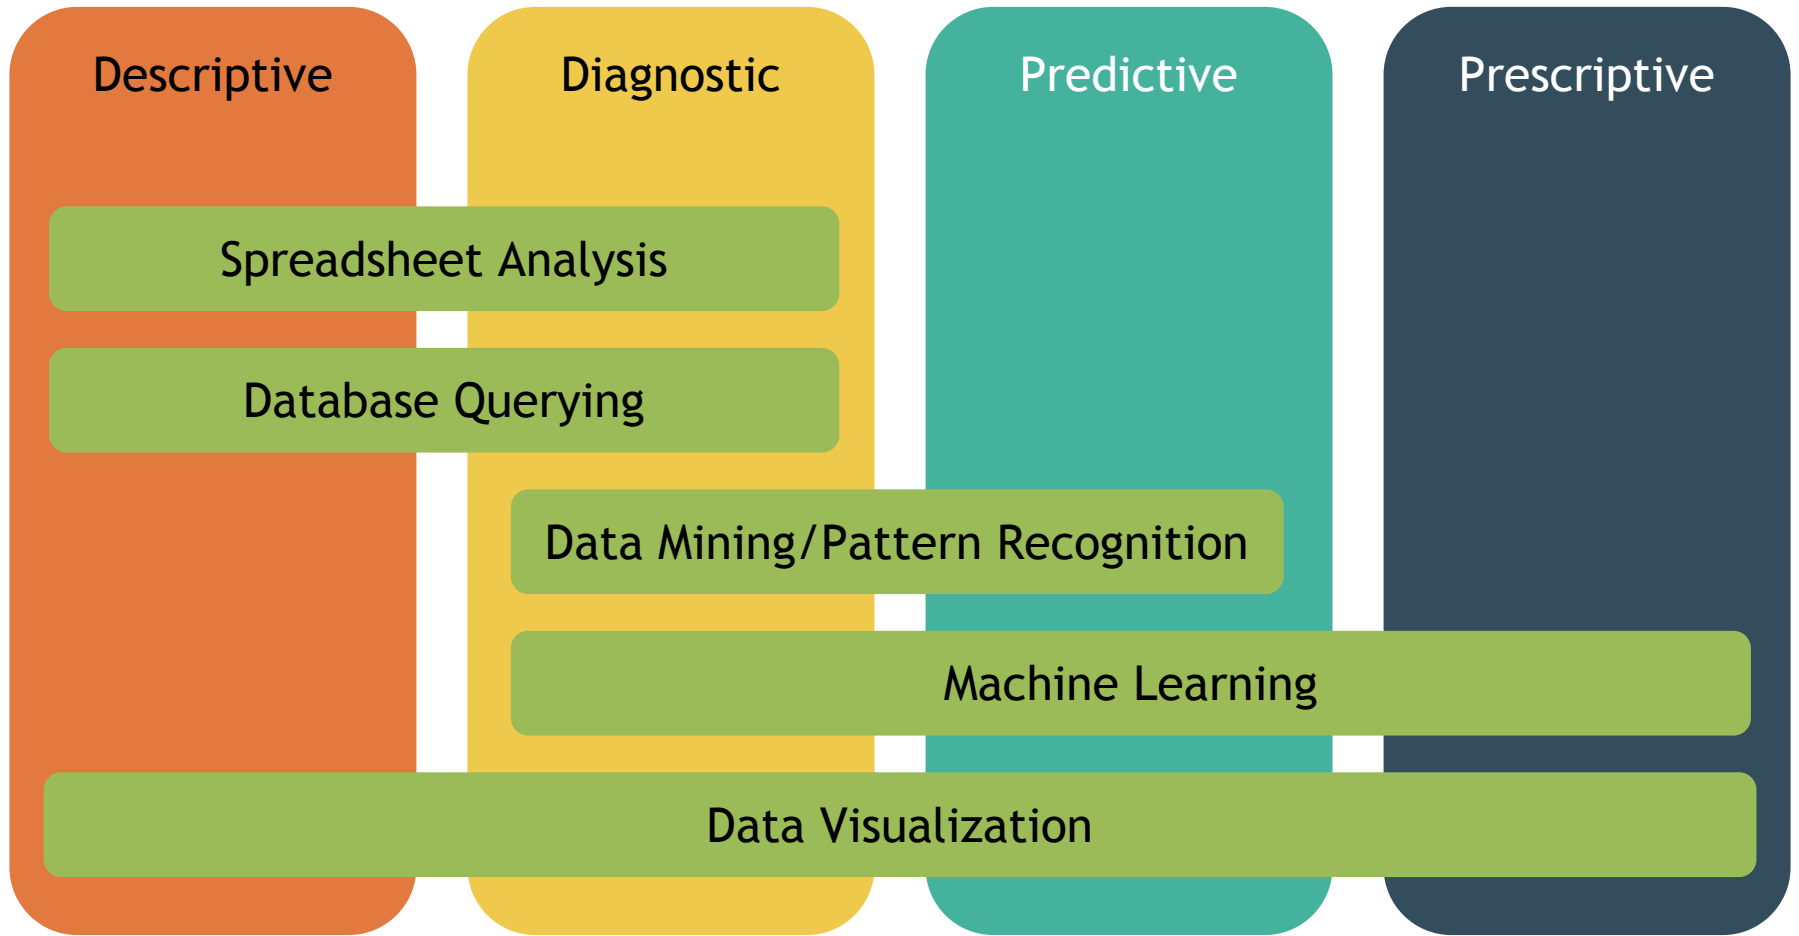 Descriptive
Diagnostic
Predictive
Prescriptive
Spreadsheet Analysis
Database Querying
Data Mining/Pattern Recognition
Machine Learning
Data Visualization